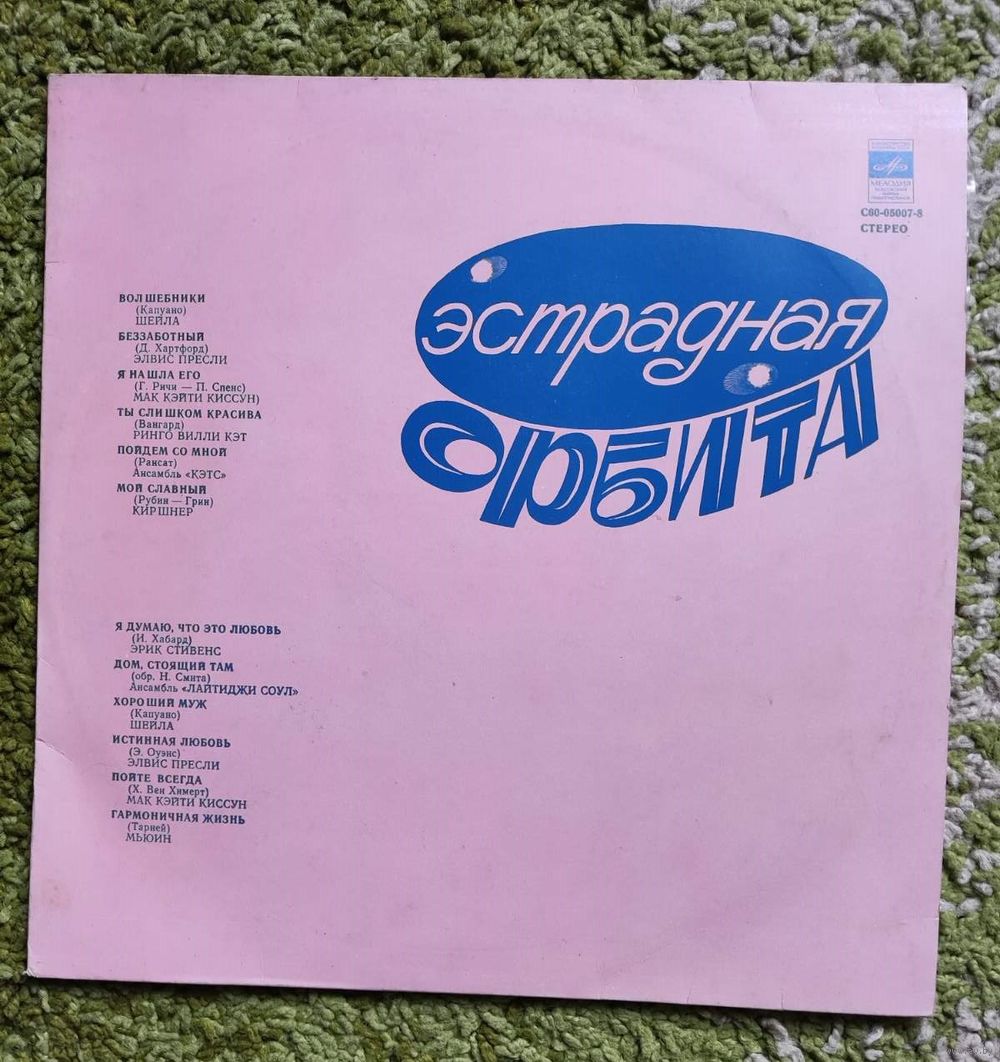 МЕЛОДИЯ
С60-05007-8
СТЕРЕО
эстрадная
ОРБИТА
ВОЛШЕБНИКИ
(Капуано)
ШЕЙЛА
БЕЗЗАБОТНЫЙ
(Д. Хартфорд)
ЭЛВИС ПРЕСЛИ
Я НАШЛА ЕГО
(Г. Ричи — П. Спенс)
МАК КЭЙТИ КИССУН)
ТЫ СЛИШКОМ КРАСИВА
(Вангард)
РИНГО ВИЛЛИ КЭТ
ПОЙДЕМ СО МНОЙ
(Рансат)
Ансамбль «КЭТС»
МОЙ СЛАВНЫЙ
(Рубин — Грин)
КИРШНЕР
Я ДУМАЮ, ЧТО ЭТО ЛЮБОВЬ
(И. Хабард)
ЭРИК СТИВЕНС
ДОМ, СТОЯЩИЙ ТАМ
(обр. Н. Смита)
Ансамбль «ЛАЙТИДЖИ СОУЛ»
ХОРОШИЙ МУЖ
(Капуано)
ШЕЙЛА
ИСТИННАЯ ЛЮБОВЬ
(Э. Оуэнс)
ЭЛВИС ПРЕСЛИ
ПОЙТЕ ВСЕГДА
(Х. Вен Химерт)
МАК КЭЙТИ КИССУН
ГАРМОНИЧНАЯ ЖИЗНЬ
(Тарней)
МЬЮИН